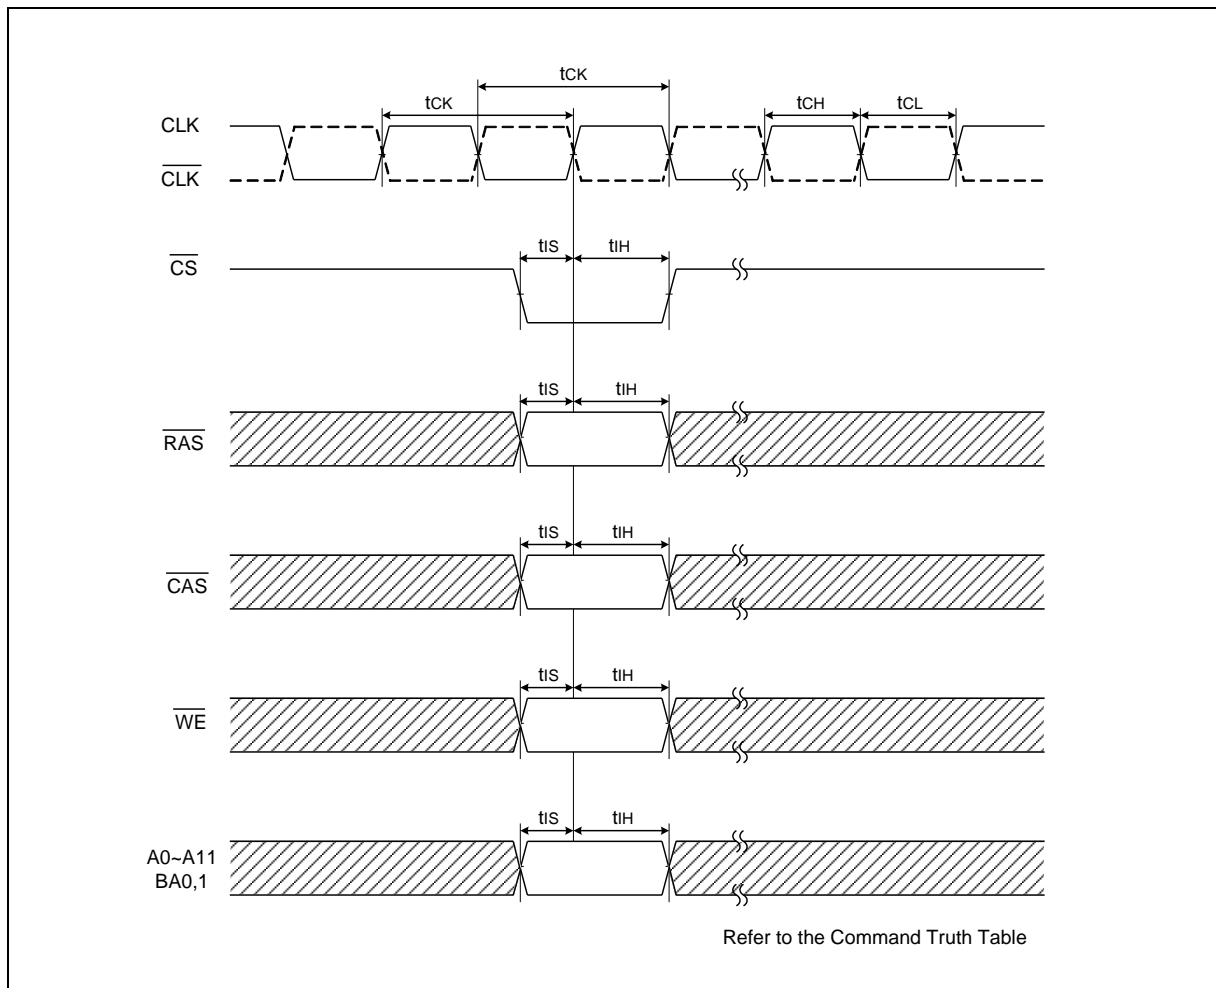 tCK
tCK
tCH
tCL
CLK
CLK
tIS
tIH
CS
tIS
tIH
RAS
tIS
tIH
CAS
tIS
tIH
WE
tIS
tIH
A0~A11
BA0,1
Refer to the Command Truth Table